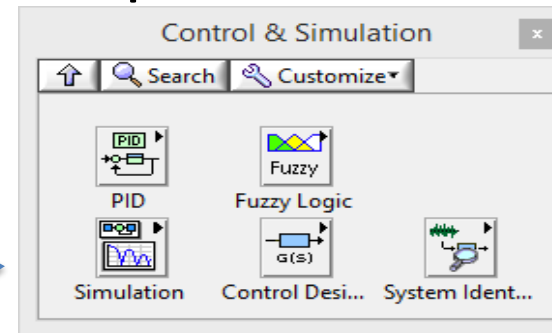 Control & Simulation x
Search Customize
PID
Fuzzy
PID Fuzzy Logic
G(s)
Simulation Control Desi... System Ident...